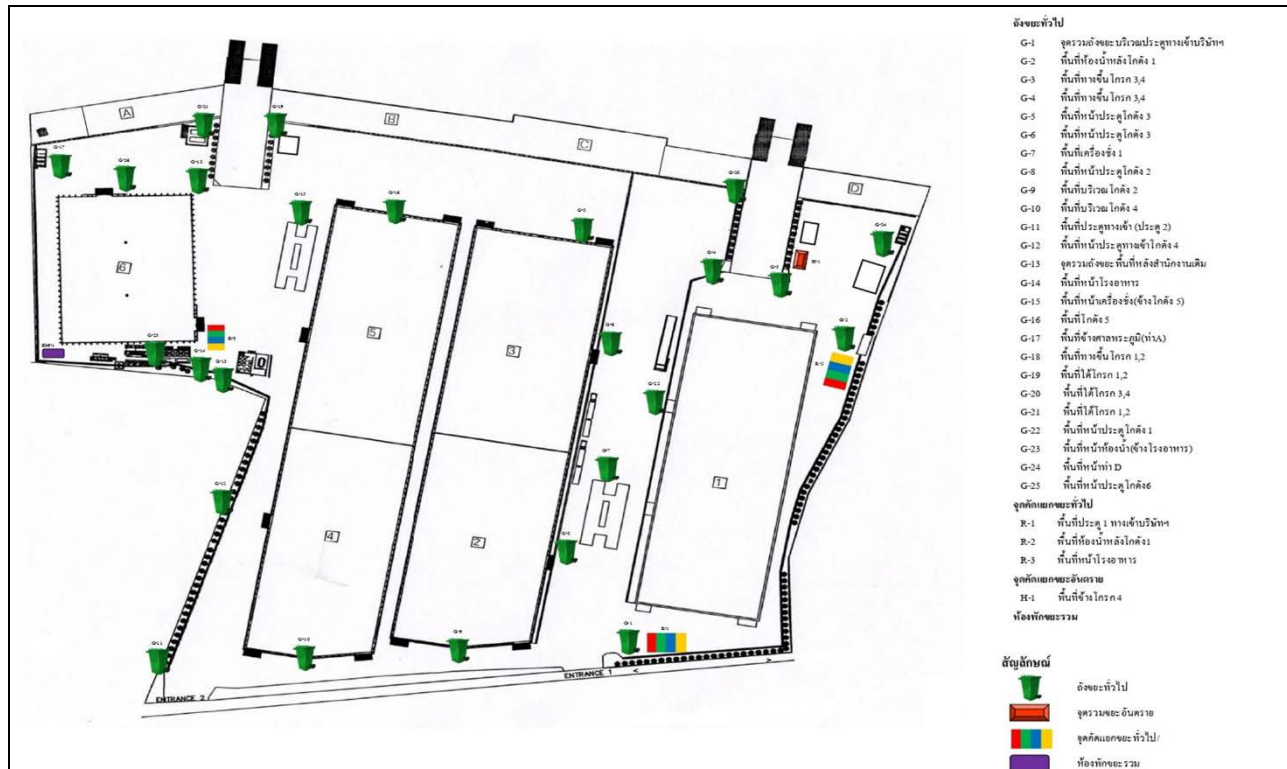 ถังขยะทั่วไป
G-1 จุดรวมถังขยะบริเวณประตูทางเข้าบริษัทฯ
G-2 พื้นที่ห้องน้ำหลังโกดัง 1
G-3 พื้นที่ทางขึ้นโกรก 3,4
G-4 พื้นที่ทางขึ้นโกรก 3,4
G-5 พื้นที่หน้าประตูโกดัง 3
G-6 พื้นที่หน้าประตูโกดัง 3
G-7 พื้นที่เครื่องชั่ง 1
G-8 พื้นที่หน้าประตูโกดัง 2
G-9 พื้นที่บริเวณโกดัง 2
G-10 พื้นที่บริเวณโกดัง 4
G-11 พื้นที่ประตูทางเข้า (ประตู 2)
G-12 พื้นที่หน้าประตูทางเข้าโกดัง 4
G-13 จุดรวมถังขยะพื้นที่หลังสำนักงานเดิม
G-14 พื้นที่หน้าโรงอาหาร
G-15 พื้นที่หน้าเครื่องชั่ง(ข้างโกดัง 5)
G-16 พื้นที่โกดัง 5
G-17 พื้นที่ข้างศาลพระภูมิ(ท่าA)
G-18 พื้นที่ทางขึ้นโกรก 1,2
G-19 พื้นที่ใต้โกรก 1,2
G-20 พื้นที่ใต้โกรก 3,4
G-21 พื้นที่ใต้โกรก 1,2
G-22 พื้นที่หน้าประตูโกดัง 1
G-23 พื้นที่หน้าห้องน้ำ(ข้างโรงอาหาร)
G-24 พื้นที่หน้าท่า D
G-25 พื้นที่หน้าประตูโกดัง6
จุดคัดแยกขยะทั่วไป
R-1 พื้นที่ประตู 1 ทางเข้าบริษัทฯ
R-2 พื้นที่ห้องน้ำหลังโกดัง1
R-3 พื้นที่หน้าโรงอาหาร
จุดคัดแยกขยะอันตราย
H-1 พื้นที่ข้างโกรก 4
ห้องพักขยะรวม
สัญลักษณ์
ถังขยะทั่วไป
จุดรวมขยะอันตราย
จุดคัดแยกขยะทั่วไป/
ห้องพักขยะรวม
A
B
C
D
G-19
G-17
G-15
G-16
G-4
G-24
H-1
6
5
3
1
4
2
G-7
G-12
G-11
G-10
G-9
G-1
R-1
ENTRANCE 1
ENTRANCE 2